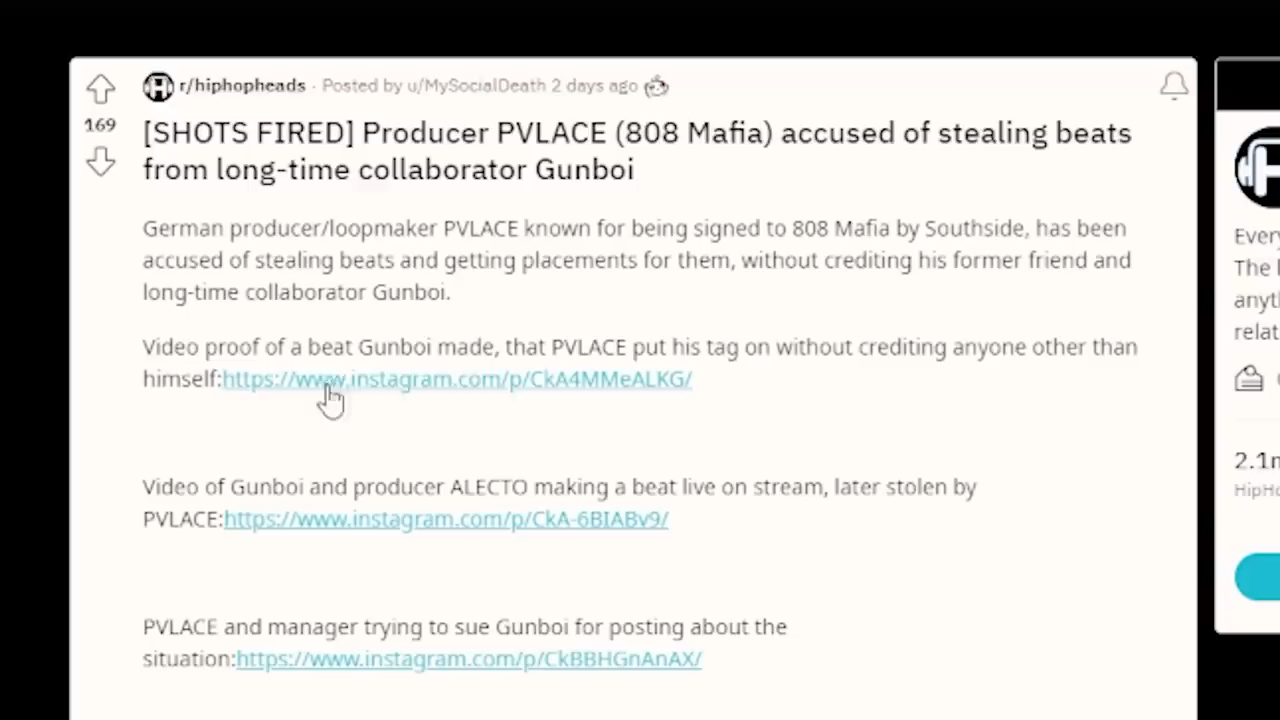 r/hiphopheads · Posted by u/MySocialDeath 2 days ago
169
[SHOTS FIRED] Producer PVLACE (808 Mafia) accused of stealing beats
from long-time collaborator Gunboi
German producer/loopmaker PVLACE known for being signed to 808 Mafia by Southside, has been
accused of stealing beats and getting placements for them, without crediting his former friend and
long-time collaborator Gunboi.
Video proof of a beat Gunboi made, that PVLACE put his tag on without crediting anyone other than
himself:https://www.instagram.com/p/CkA4MMeALKG/
Video of Gunboi and producer ALECTO making a beat live on stream, later stolen by
PVLACE:https://www.instagram.com/p/CkA-6BIABv9/
PVLACE and manager trying to sue Gunboi for posting about the
situation:https://www.instagram.com/p/CkBBHGnAnAX/
Every
The
anyt
relat
2.1m
HipHo